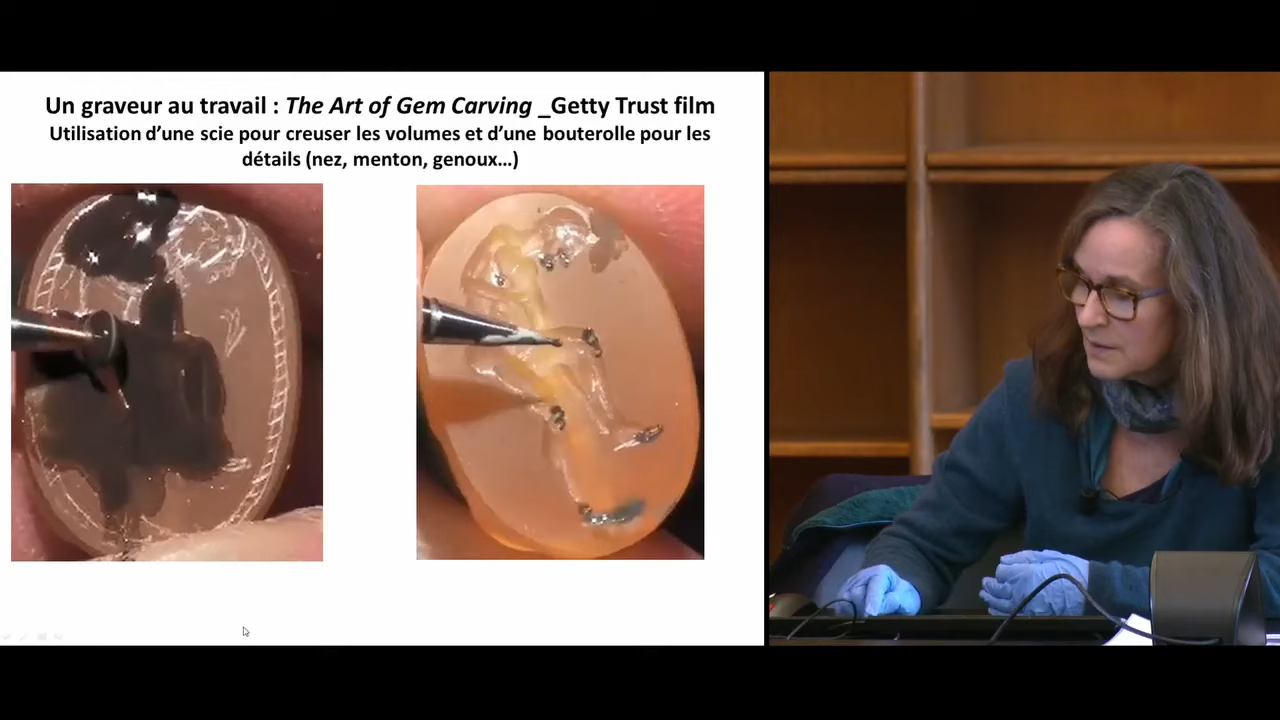 Un graveur au travail : The Art of Gem Carving _Getty Trust film
Utilisation d’une scie pour creuser les volumes et d’une bouterolle pour les
détails (nez, menton, genoux…)